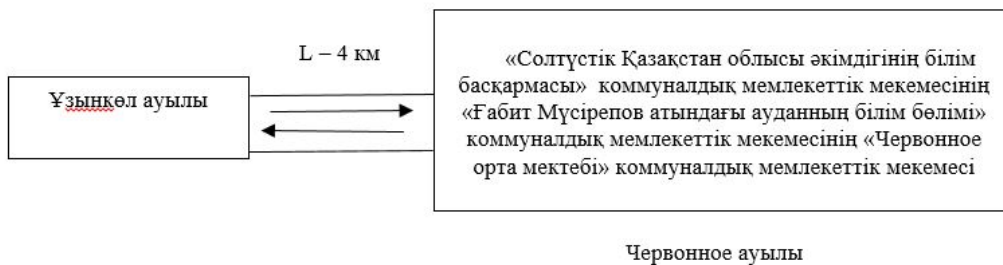 L – 4 км
Ұзынкөл ауылы
«Солтүстік Қазақстан облысы әкімдігінің білім
басқармасы» коммуналдық мемлекеттік мекемесінің
«Ғабит Мүсірепов атындағы ауданның білім бөлімі»
коммуналдық мемлекеттік мекемесінің «Червонное
орта мектебі» коммуналдық мемлекеттік мекемесі
Червонное ауылы